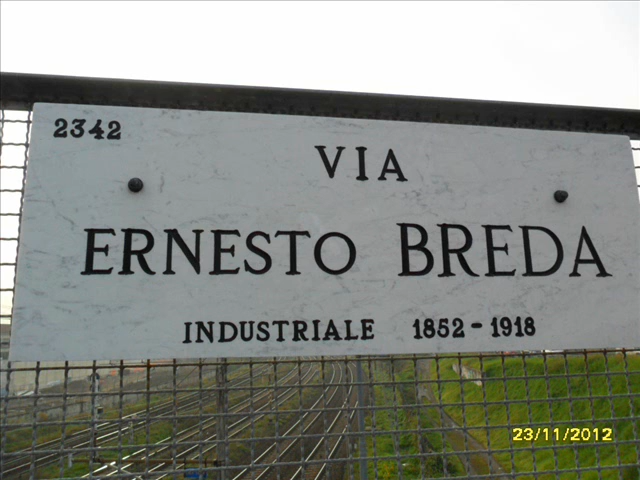 2342
VIA
ERNESTO BREDA
INDUSTRIALE 1852-1918
23/11/2012